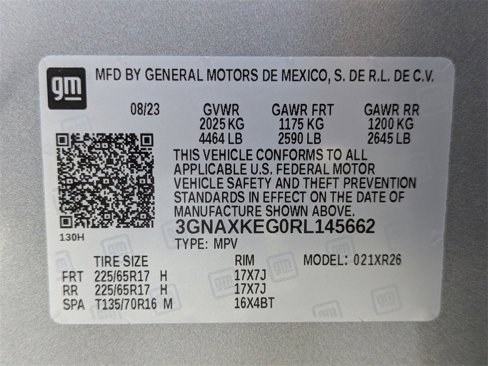 gm MFD BY GENERAL MOTORS DE MEXICO, S. DE R.L. DE C.V.
08/23 GVWR GAWR FRT GAWR RR
2025 KG 1175 KG 1200 KG
4464 LB 2590 LB 2645 LB
THIS VEHICLE CONFORMS TO ALL
APPLICABLE U.S. FEDERAL MOTOR
VEHICLE SAFETY AND THEFT PREVENTION
STANDARDS IN EFFECT ON THE DATE OF
MANUFACTURE SHOWN ABOVE.
3GNAXKEG0RL145662
130H TYPE: MPV
TIRE SIZE RIM MODEL: 021XR26
FRT 225/65R17 H 17X7J
RR 225/65R17 H 17X7J
SPA T135/70R16 M 16X4BT